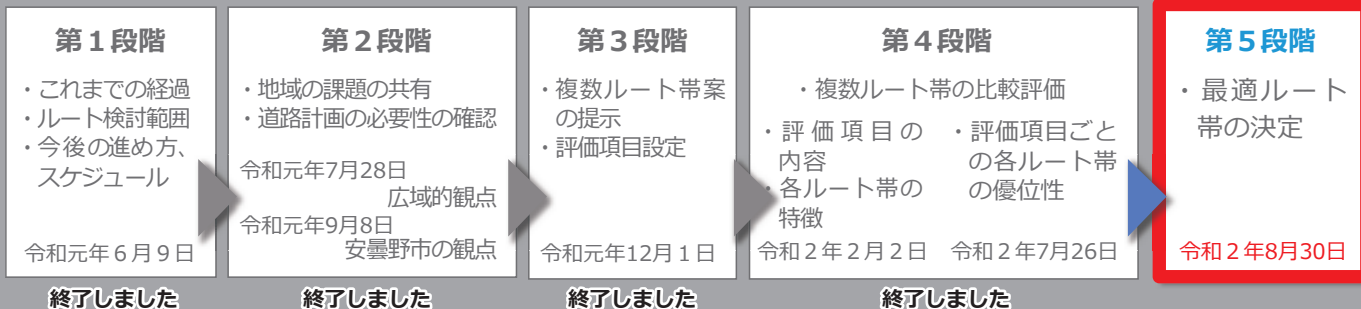 第1段階
・これまでの経過
・ルート検討範囲
・今後の進め方、
スケジュール
令和元年6月9日
終了しました
第2段階
・地域の課題の共有
・道路計画の必要性の確認
令和元年7月28日
広域的観点
令和元年9月8日
安曇野市の観点
終了しました
第3段階
・複数ルート帯案
の提示
・評価項目設定
令和元年12月1日
終了しました
第4段階
・複数ルート帯の比較評価
・評価項目の
内容
・各ルート帯の
特徴
令和2年2月2日
・評価項目ごと
の各ルート帯
の優位性
令和2年7月26日
終了しました
第5段階
・最適ルート
帯の決定
令和2年8月30日